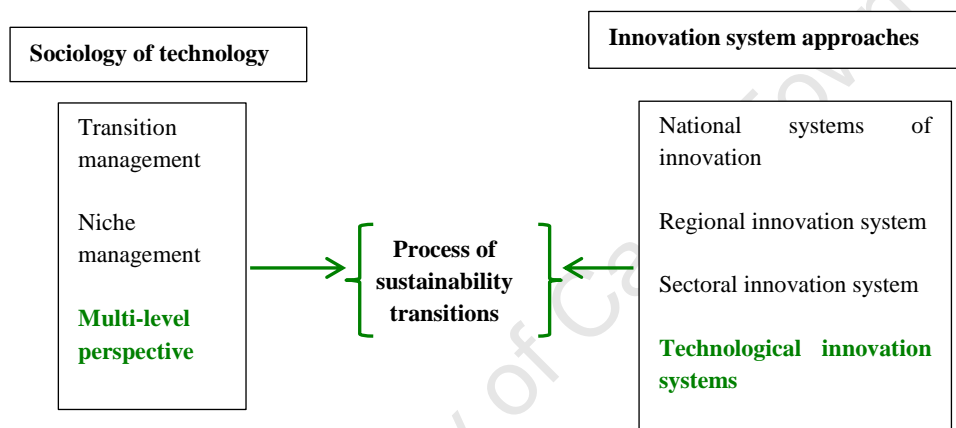 Sociology of technology
Innovation system approaches
Transition
management
Niche
management
Multi-level
perspective
Process of
sustainability
transitions
National systems of
innovation
Regional innovation system
Sectoral innovation system
Technological innovation
systems